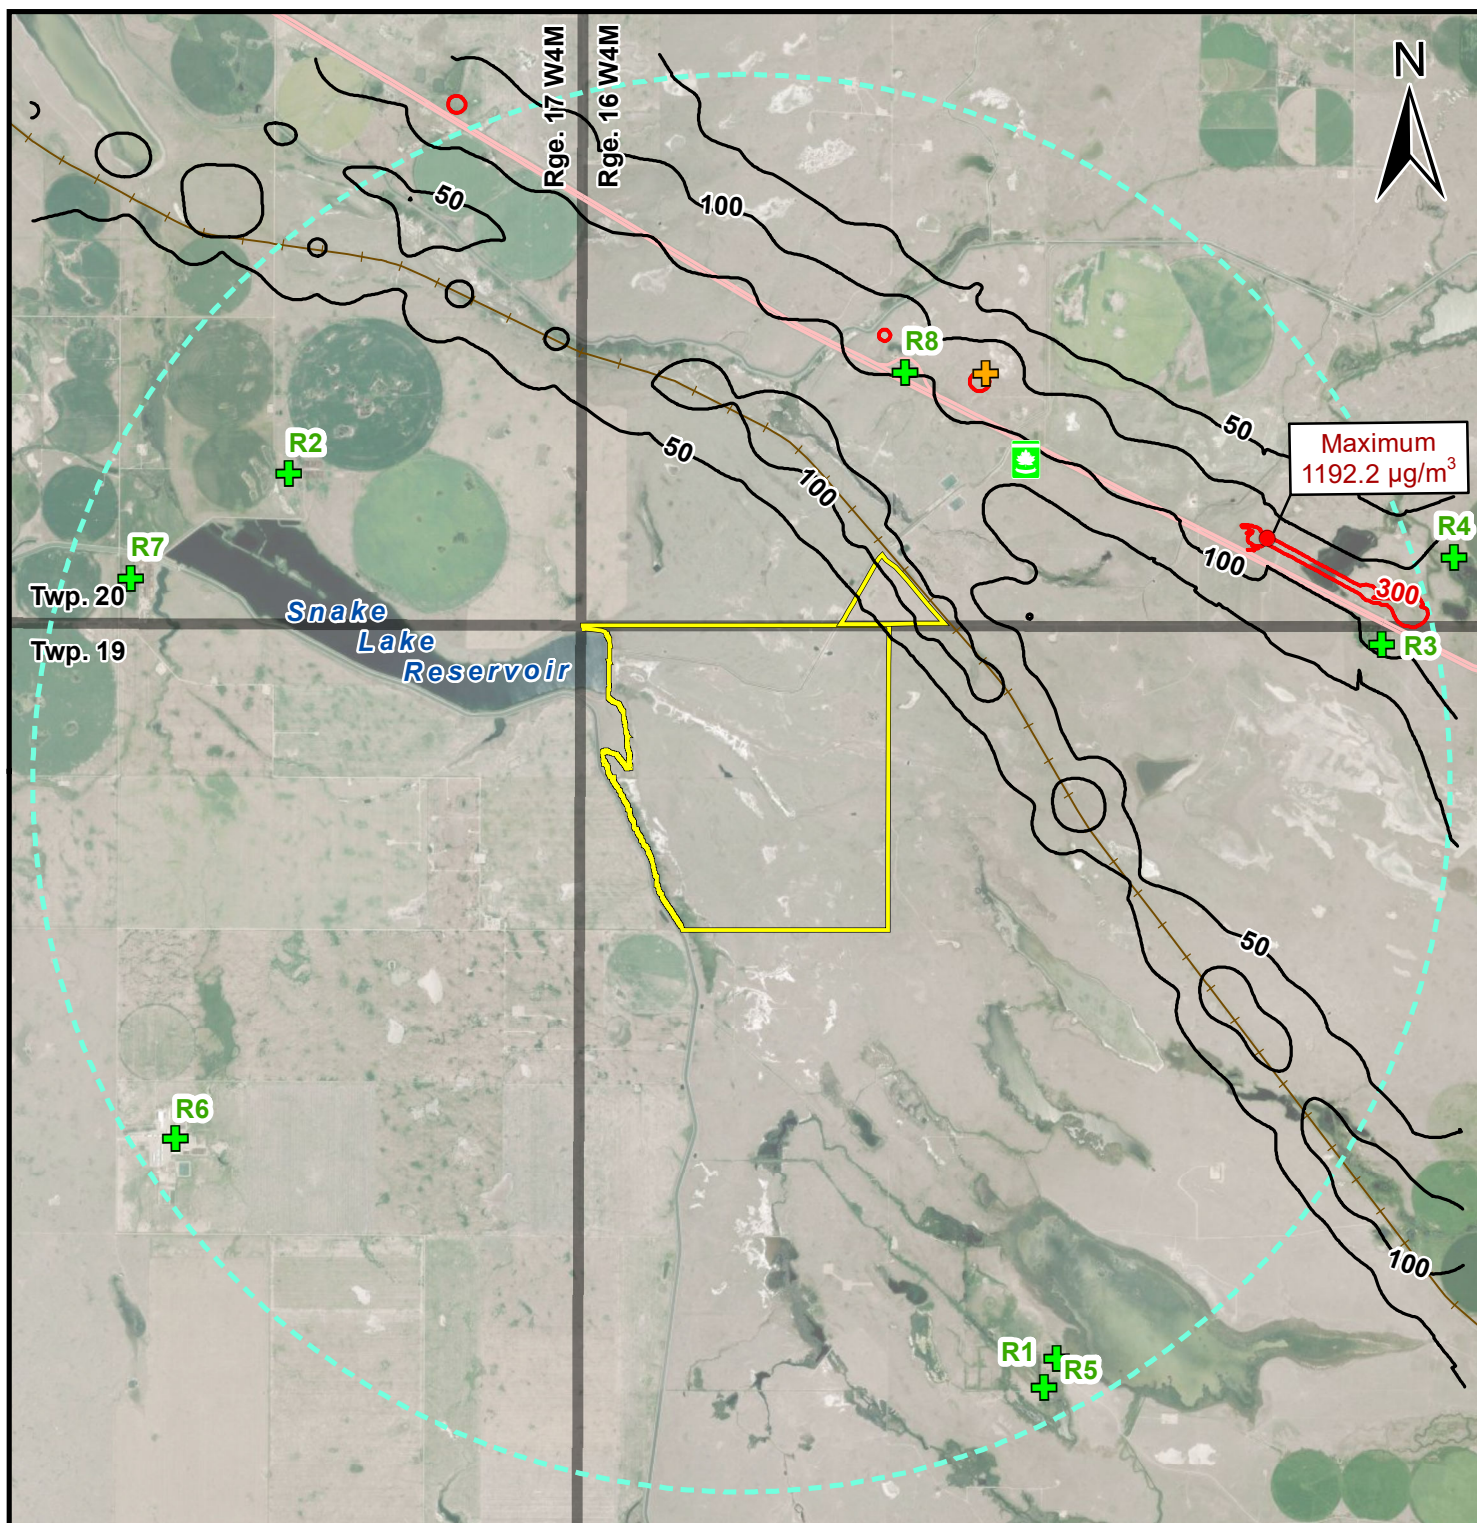 N
Rge. 17 W4M
Rge. 16 W4M
50
100
R8
50
Maximum
1192.2 µg/m³
R2
50
100
R4
R7
100
300
Twp. 20
Snake
Lake
Reservoir
Twp. 19
R3
50
R6
100
R1
R5